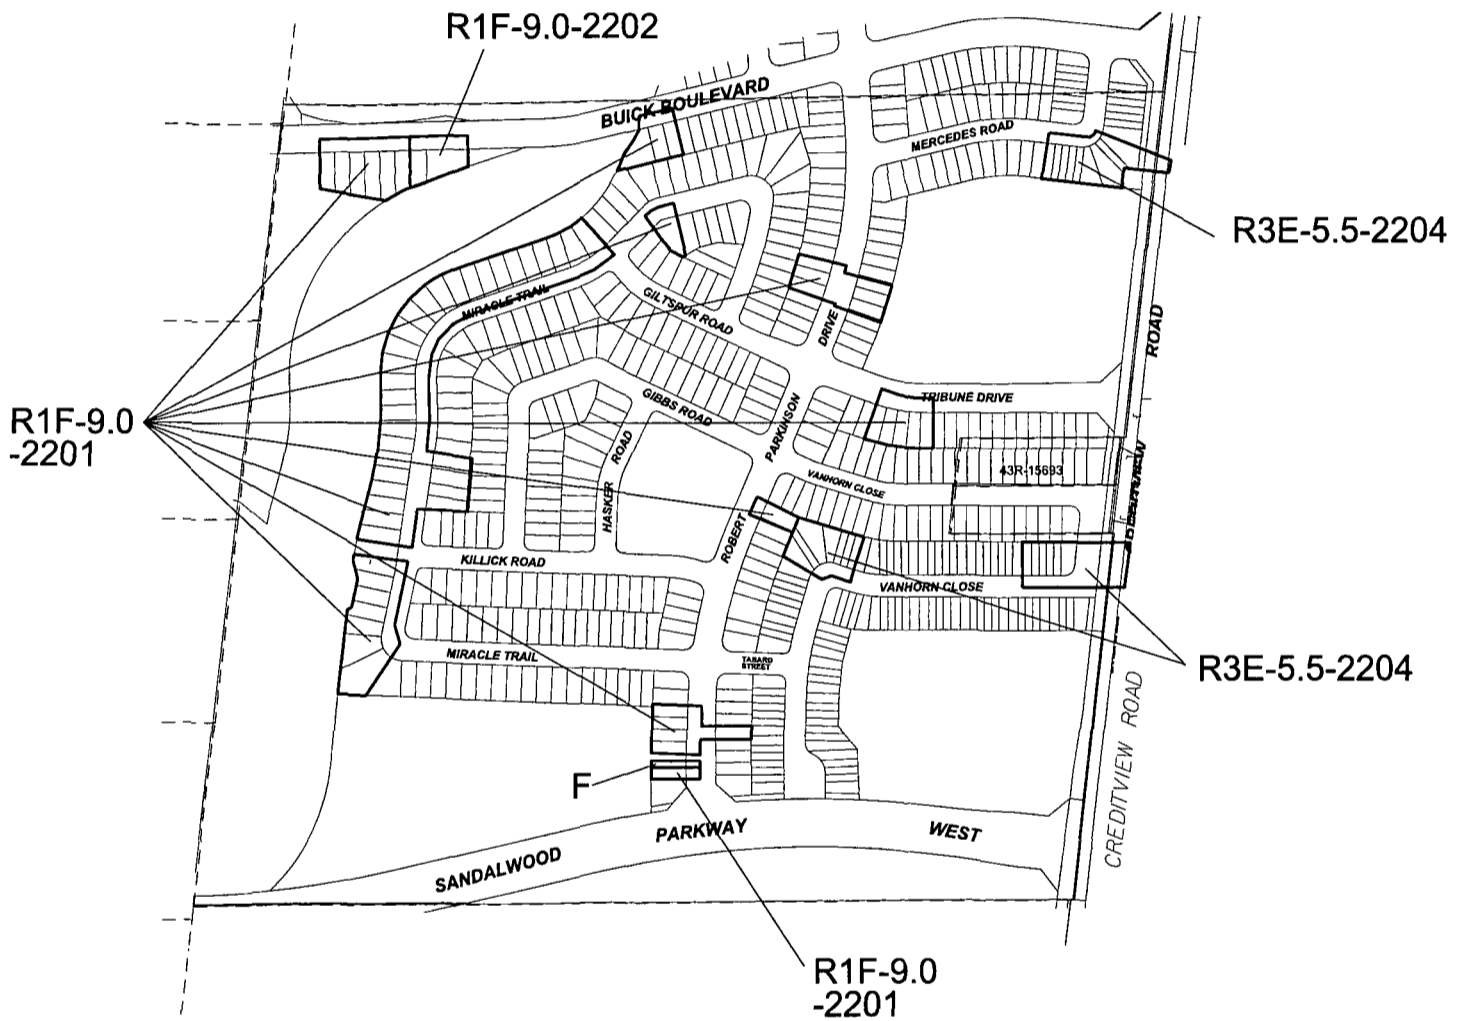 R1F-9.0-2202
BUICK BOULEVARD
MERCEDES ROAD
R3E-5.5-2204
MIRACLE TRAIL
GILTSPUR ROAD
DRIVE
ROAD
R1F-9.0
-2201
GIBBS ROAD
PARKINSON
TRIBUNE DRIVE
ROAD
HASKER
VANHORN CLOSE
43R-15693
ROBERT
KILLICK ROAD
VANHORN CLOSE
MIRACLE TRAIL
TABARD
STREET
R3E-5.5-2204
F
CREDITVIEW ROAD
SANDALWOOD
PARKWAY
WEST
R1F-9.0
-2201